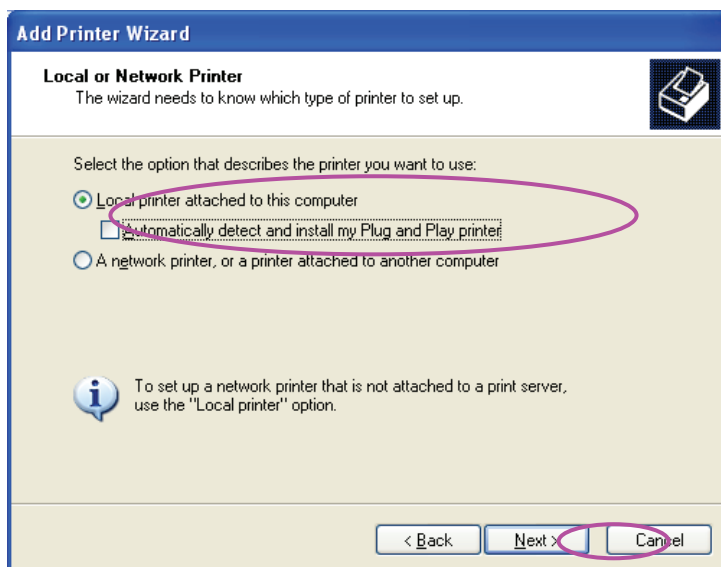 Add Printer Wizard
Local or Network Printer
The wizard needs to know which type of printer to set up.
Select the option that describes the printer you want to use:
Local printer attached to this computer
Automatically detect and install my Plug and Play printer
A network printer, or a printer attached to another computer
To set up a network printer that is not attached to a print server,
use the "Local printer" option.
< Back Next > Cancel